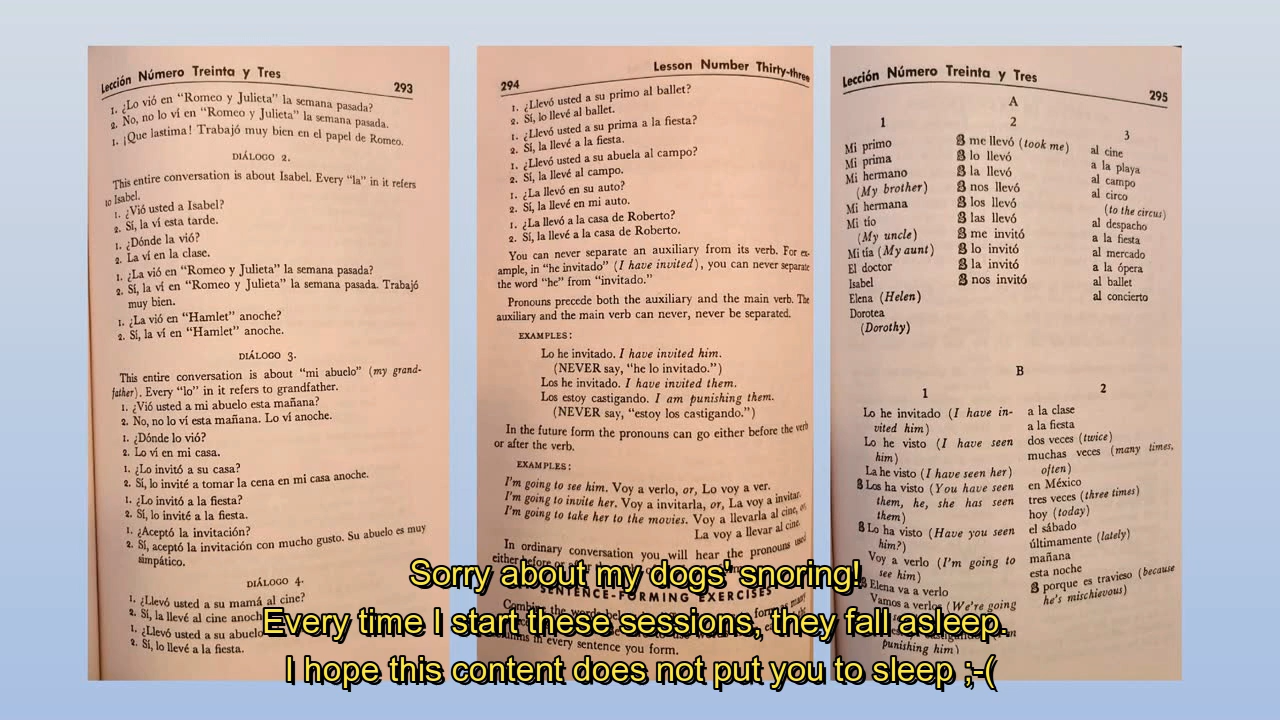 Lección Número Treinta y Tres 293
1. ¿Lo vió en "Romeo y Julieta" la semana pasada?
2. No, no lo ví en "Romeo y Julieta" la semana pasada.
1. ¡Que lastima! Trabajó muy bien en el papel de Romeo.
DIÁLOGO 2.
This entire conversation is about Isabel. Every "la" in it refers
to Isabel.
1. ¿Vió usted a Isabel?
2. Sí, la ví esta tarde.
1. ¿Dónde la vió?
2. La ví en la clase.
1. ¿La vió en "Romeo y Julieta" la semana pasada?
2. Sí, la ví en "Romeo y Julieta" la semana pasada. Trabajó
muy bien.
1. ¿La vió en "Hamlet" anoche?
2. Sí, la ví en "Hamlet" anoche.
DIÁLOGO 3.
This entire conversation is about "mi abuelo" (my grand-
father). Every "lo" in it refers to grandfather.
1. ¿Vió usted a mi abuelo esta mañana?
2. No, no lo ví esta mañana. Lo ví anoche.
1. ¿Dónde lo vió?
2. Lo ví en mi casa.
1. ¿Lo invitó a su casa?
2. Sí, lo invité a tomar la cena en mi casa anoche.
1. ¿Lo invitó a la fiesta?
2. Sí, lo invité a la fiesta.
1. ¿Aceptó la invitación?
2. Sí, aceptó la invitación con mucho gusto. Su abuelo es muy
simpático.
DIÁLOGO 4.
1. ¿Llevó usted a su mamá al cine?
2. Sí, la llevé al cine
1. ¿Llevó usted a su abuelo
2. Sí, lo llevé a la fiesta.
294 Lesson Number Thirty-three
1. ¿Llevó usted a su primo al ballet?
2. Sí, lo llevé al ballet.
1. ¿Llevó usted a su prima a la fiesta?
2. Sí, la llevé a la fiesta.
1. ¿Llevó usted a su abuela al campo?
2. Sí, la llevé al campo.
1. ¿La llevó en su auto?
2. Sí, la llevé en mi auto.
1. ¿La llevó a la casa de Roberto?
2. Sí, la llevé a la casa de Roberto.
You can never separate an auxiliary from its verb. For ex-
ample, in "he invitado" (I have invited), you can never separate
the word "he" from "invitado."
Pronouns precede both the auxiliary and the main verb. The
auxiliary and the main verb can never, never be separated.
EXAMPLES:
Lo he invitado. I have invited him.
(NEVER say, "he lo invitado.")
Los he invitado. I have invited them.
Los estoy castigando. I am punishing them.
(NEVER say, "estoy los castigando.")
In the future form the pronouns can go either before the verb
or after the verb.
EXAMPLES:
I'm going to see him. Voy a verlo, or, Lo voy a ver.
I'm going to invite her. Voy a invitarla, or, La voy a invitar.
I'm going to take her to the movies. Voy a llevarla al cine, or,
La voy a llevar al cine.
In ordinary conversation you will hear the pronouns used
either before or
SENTENCE-FORMING EXERCISES
Combine the words
in every sentence you form.
Lección Número Treinta y Tres 295
A
1 2 3
Mi primo me llevó (took me) al cine
Mi prima lo llevó a la playa
Mi hermano la llevó al campo
(My brother) nos llevó al circo
Mi hermana los llevó (to the circus)
Mi tío las llevó al despacho
(My uncle) me invitó a la fiesta
Mi tía (My aunt) lo invitó al mercado
El doctor la invitó a la ópera
Isabel nos invitó al ballet
Elena (Helen) al concierto
Dorotea
(Dorothy)
B
1 2
Lo he invitado (I have in- a la clase
vited him) a la fiesta
Lo he visto (I have seen dos veces (twice)
him) muchas veces (many times,
La he visto (I have seen her) often)
Los ha visto (You have seen en México
them, he, she has seen tres veces (three times)
them) hoy (today)
Lo ha visto (Have you seen el sábado
him?) últimamente (lately)
Voy a verlo (I'm going to mañana
see him) esta noche
Elena va a verlo porque es travieso (because
Vamos a verlos (We're going he's mischievous)
punishing him)
Sorry about my dogs' snoring!
Every time I start these sessions, they fall asleep.
I hope this content does not put you to sleep ;-(